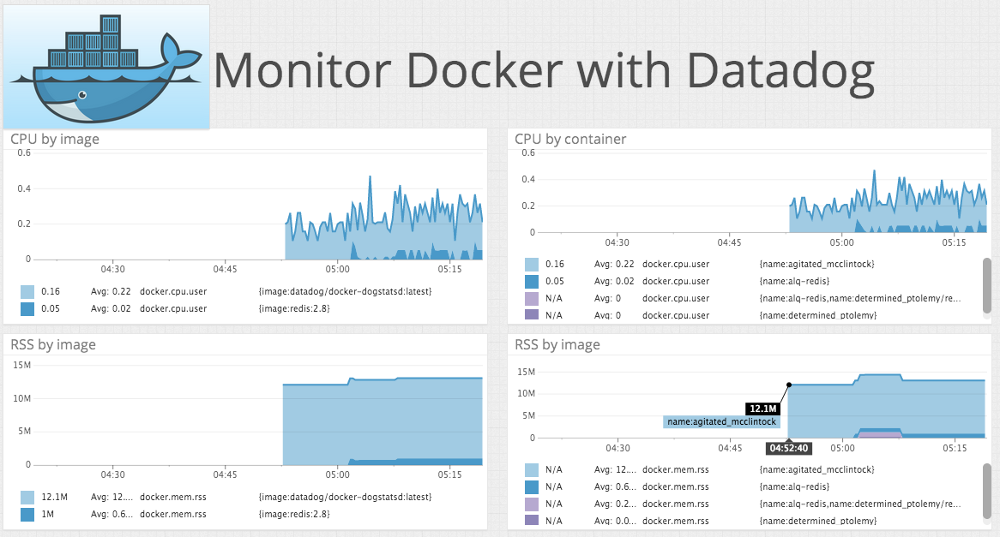 Monitor Docker with Datadog
CPU by image
0.6
0.4
0.2
0
04:30 04:45 05:00 05:15
0.16 Avg: 0.22 docker.cpu.user {image:datadog/docker-dogstatsd:latest}
0.05 Avg: 0.02 docker.cpu.user {image:redis:2.8}
CPU by container
0.6
0.4
0.2
0
04:30 04:45 05:00 05:15
0.16 Avg: 0.22 docker.cpu.user {name:agitated_mcclintock}
0.05 Avg: 0.02 docker.cpu.user {name:alq-redis}
N/A Avg: 0 docker.cpu.user {name:alq-redis,name:determined_ptolemy/re...
N/A Avg: 0 docker.cpu.user {name:determined_ptolemy}
RSS by image
15M
10M
5M
0
04:30 04:45 05:00 05:15
12.1M Avg: 12.... docker.mem.rss {image:datadog/docker-dogstatsd:latest}
1M Avg: 0.6... docker.mem.rss {image:redis:2.8}
RSS by image
15M
10M
12.1M
name:agitated_mcclintock
5M
0
04:30 04:45 04:52:40 05:00 05:15
N/A Avg: 12.... docker.mem.rss {name:agitated_mcclintock}
N/A Avg: 0.6... docker.mem.rss {name:alq-redis}
N/A Avg: 0.2... docker.mem.rss {name:alq-redis,name:determined_ptolemy/re...
N/A Avg: 0.0... docker.mem.rss {name:determined_ptolemy}